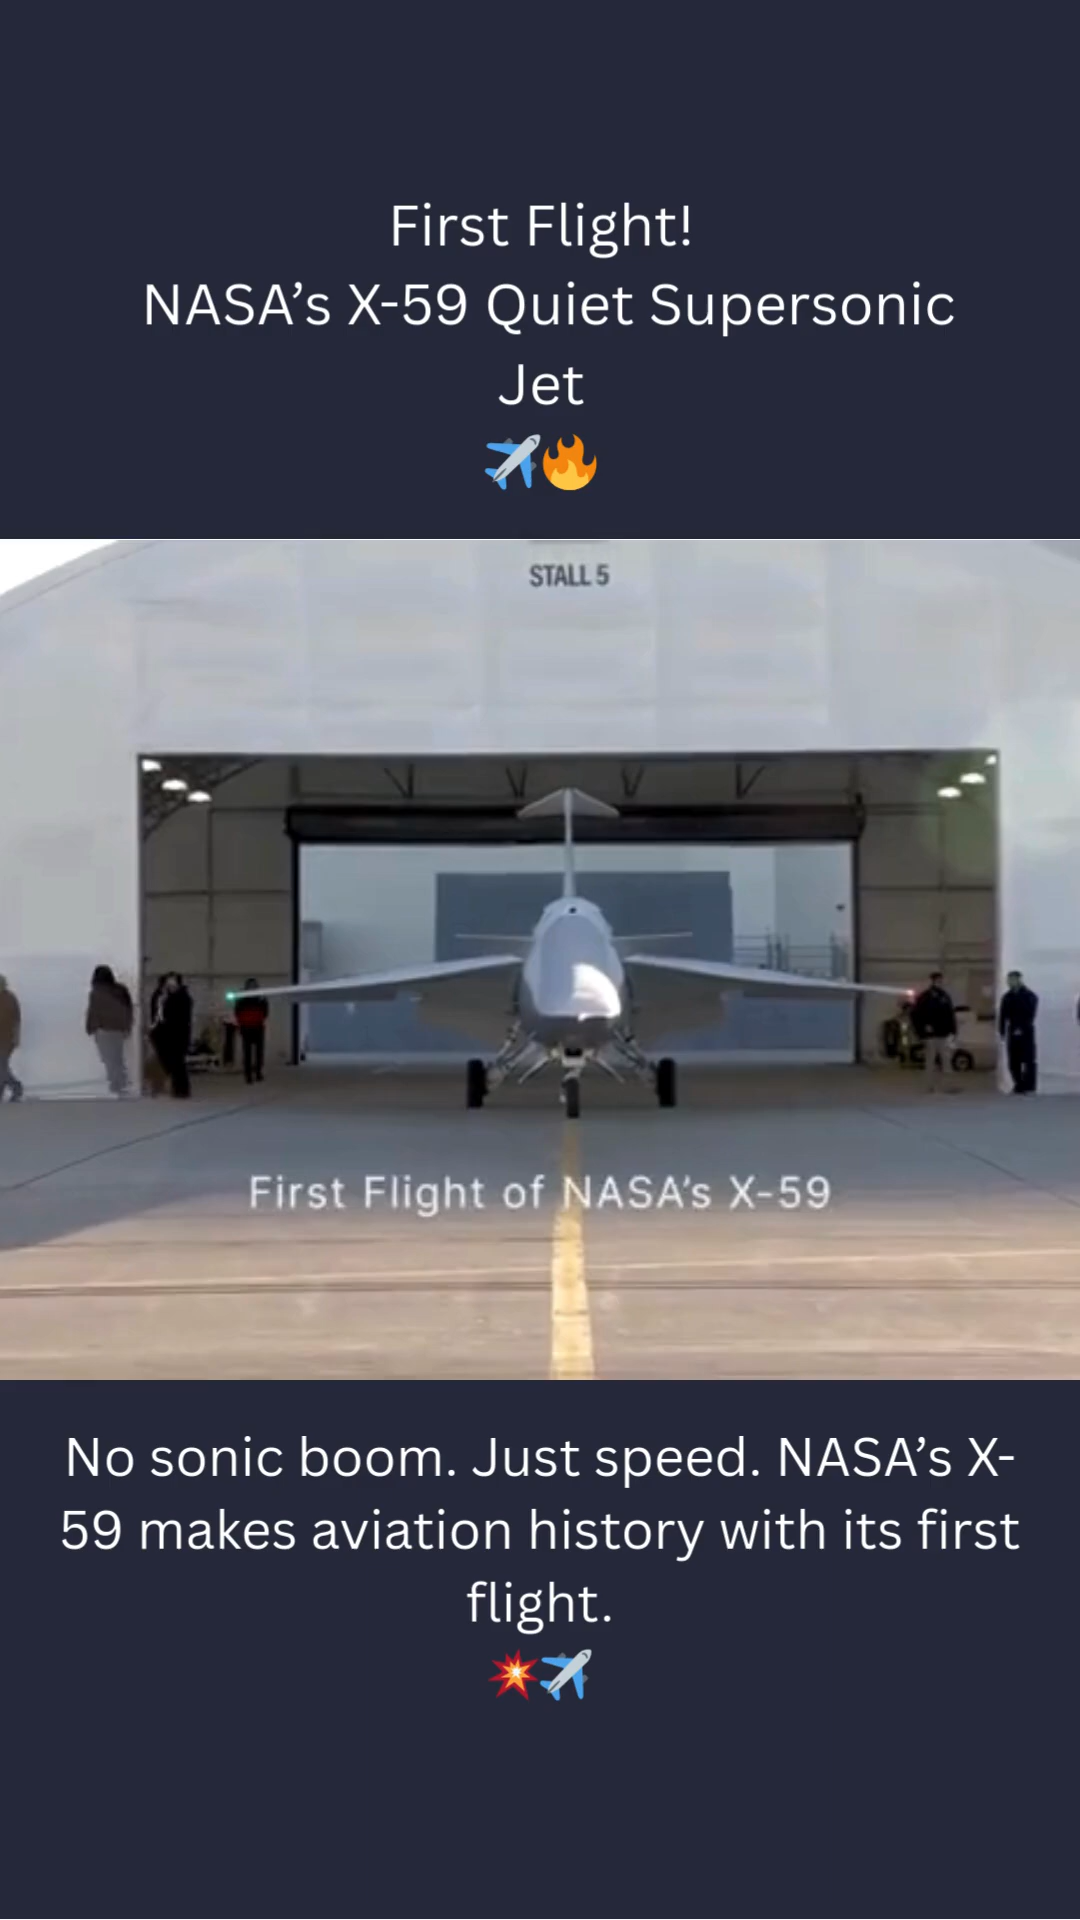 First Flight!
NASA’s X-59 Quiet Supersonic
Jet
✈️🔥
STALL 5
First Flight of NASA’s X-59
No sonic boom. Just speed. NASA’s X-
59 makes aviation history with its first
flight.
💥✈️